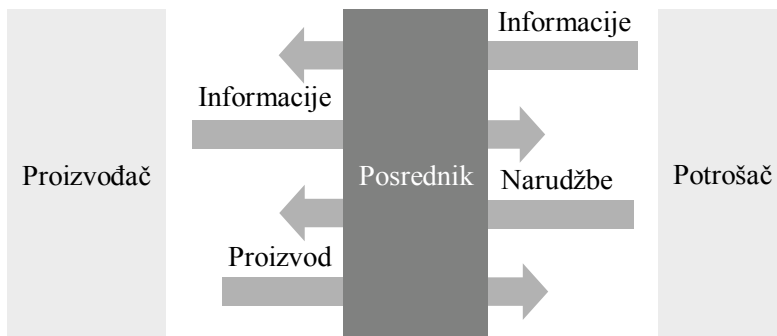 Informacije
Informacije
Proizvođač
Posrednik
Narudžbe
Potrošač
Proizvod